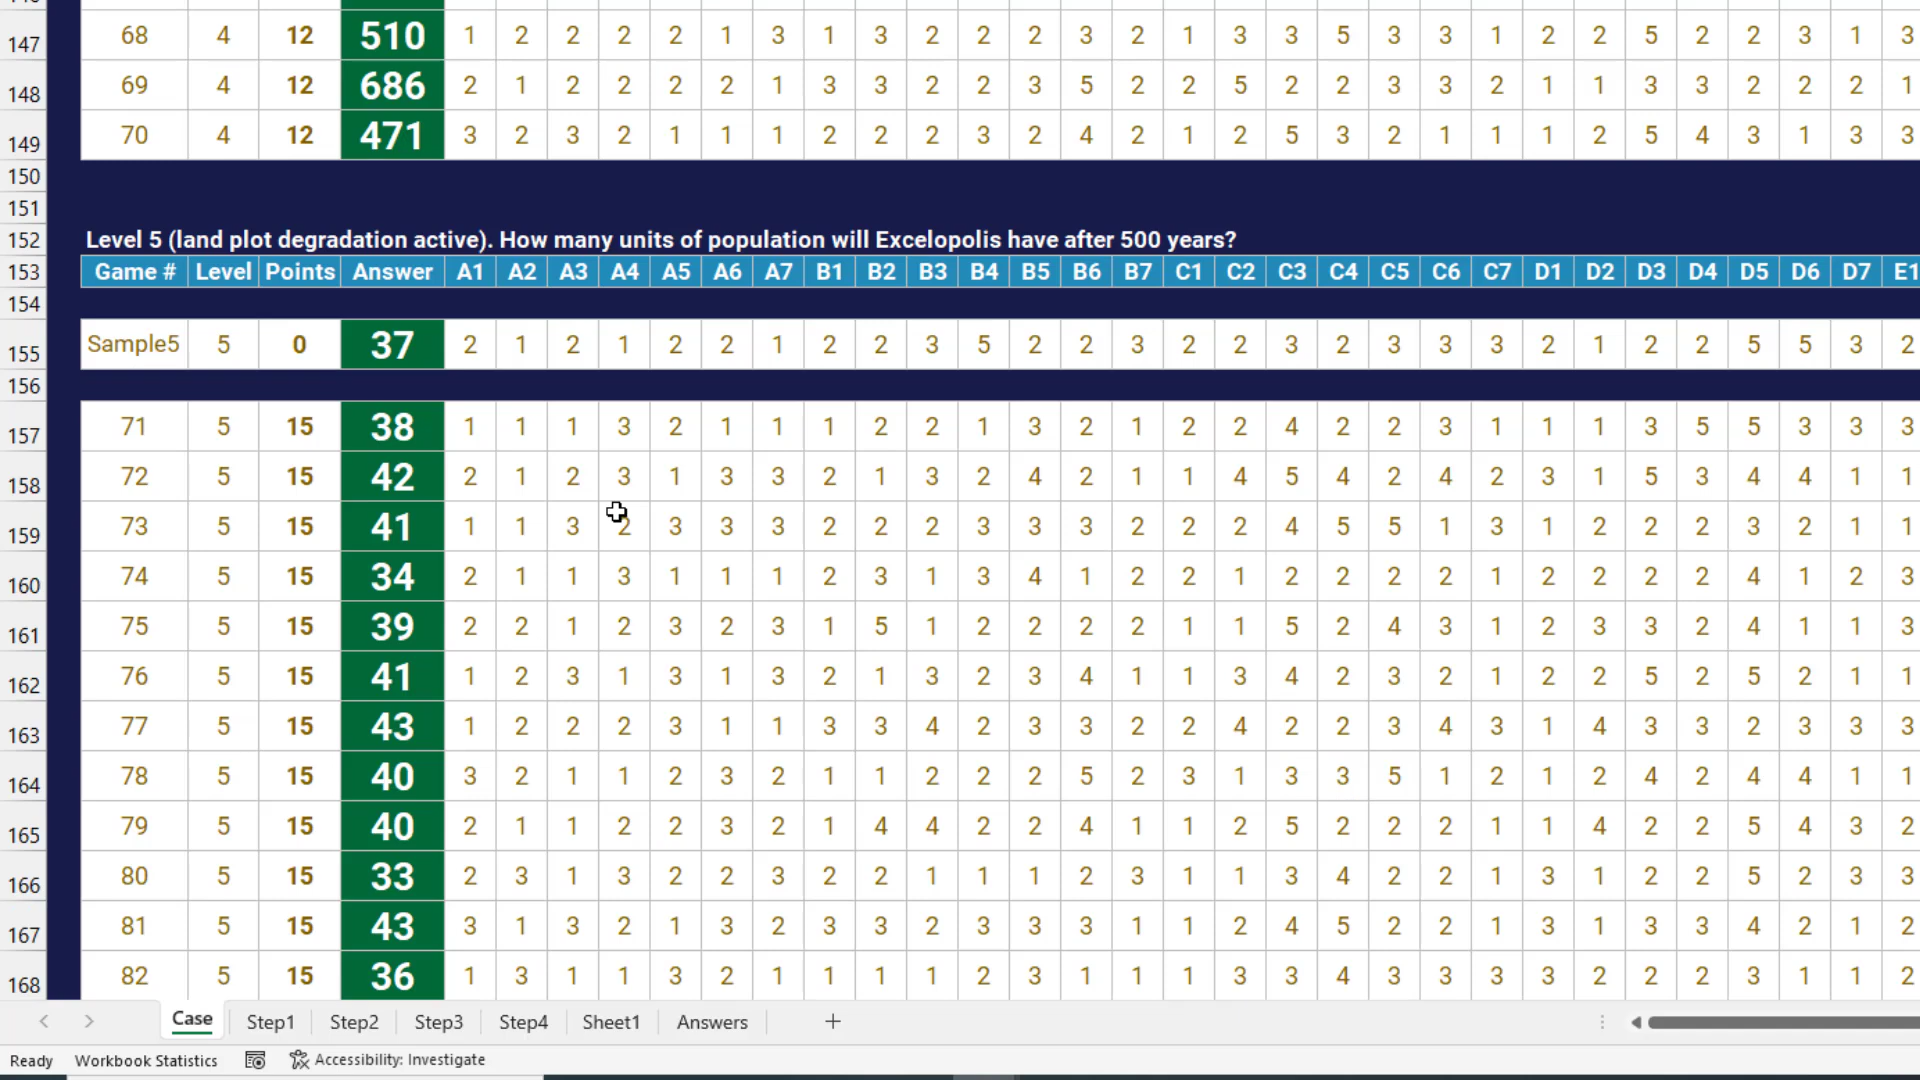 147 68 4 12 510 1 2 2 2 2 1 3 1 3 2 2 2 3 2 1 3 3 5 3 3 1 2 2 5 2 2 3 1 3
148 69 4 12 686 2 1 2 2 2 2 1 3 3 2 2 3 5 2 2 5 2 2 3 3 2 1 1 3 3 2 2 2 1
149 70 4 12 471 3 2 3 2 1 1 1 2 2 2 3 2 4 2 1 2 5 3 2 1 1 1 2 5 4 3 1 3 3
150
151
152 Level 5 (land plot degradation active). How many units of population will Excelopolis have after 500 years?
153 Game # Level Points Answer A1 A2 A3 A4 A5 A6 A7 B1 B2 B3 B4 B5 B6 B7 C1 C2 C3 C4 C5 C6 C7 D1 D2 D3 D4 D5 D6 D7 E1
154
155 Sample5 5 0 37 2 1 2 1 2 2 1 2 2 3 5 2 2 3 2 2 3 2 3 3 3 2 1 2 2 5 5 3 2
156
157 71 5 15 38 1 1 1 3 2 1 1 1 2 2 1 3 2 1 2 2 4 2 2 3 1 1 1 3 5 5 3 3 3
158 72 5 15 42 2 1 2 3 1 3 3 2 1 3 2 4 2 1 1 4 5 4 2 4 2 3 1 5 3 4 4 1 1
159 73 5 15 41 1 1 3 2 3 3 3 2 2 2 3 3 3 2 2 2 4 5 5 1 3 1 2 2 2 3 2 1 1
160 74 5 15 34 2 1 1 3 1 1 1 2 3 1 3 4 1 2 2 1 2 2 2 2 1 2 2 2 2 4 1 2 3
161 75 5 15 39 2 2 1 2 3 2 3 1 5 1 2 2 2 2 1 1 5 2 4 3 1 2 3 3 2 4 1 1 3
162 76 5 15 41 1 2 3 1 3 1 3 2 1 3 2 3 4 1 1 3 4 2 3 2 1 2 2 5 2 5 2 1 1
163 77 5 15 43 1 2 2 2 3 1 1 3 3 4 2 3 3 2 2 4 2 2 3 4 3 1 4 3 3 2 3 3 3
164 78 5 15 40 3 2 1 1 2 3 2 1 1 2 2 2 5 2 3 1 3 3 5 1 2 1 2 4 2 4 4 1 1
165 79 5 15 40 2 1 1 2 2 3 2 1 4 4 2 2 4 1 1 2 5 2 2 2 1 1 4 2 2 5 4 3 2
166 80 5 15 33 2 3 1 3 2 2 3 2 2 1 1 1 2 3 1 1 3 4 2 2 1 3 1 2 2 5 2 3 3
167 81 5 15 43 3 1 3 2 1 3 2 3 3 2 3 3 3 1 1 2 4 5 2 2 1 3 1 3 3 4 2 1 2
168 82 5 15 36 1 3 1 1 3 2 1 1 1 1 2 3 1 1 1 3 3 4 3 3 3 3 2 2 2 3 1 1 2
Case Step1 Step2 Step3 Step4 Sheet1 Answers
Ready Workbook Statistics Accessibility: Investigate